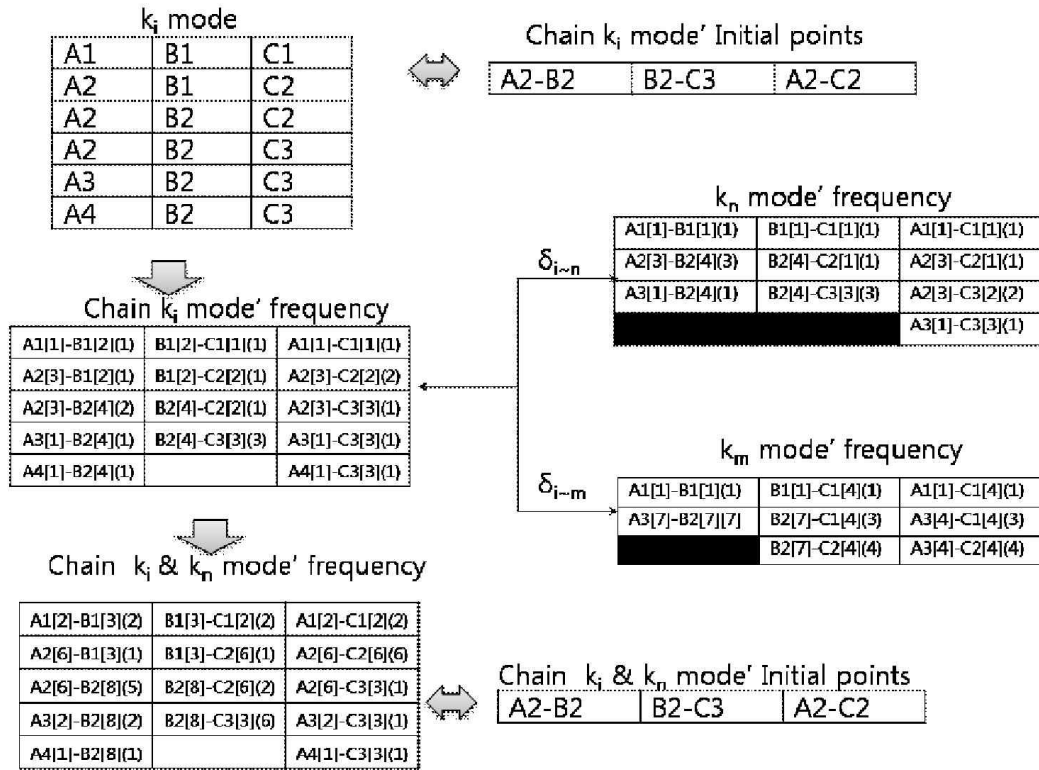 k_i mode
A1 B1 C1
A2 B1 C2
A2 B2 C2
A2 B2 C3
A3 B2 C3
A4 B2 C3
Chain k_i mode' Initial points
A2-B2 B2-C3 A2-C2
Chain k_i mode' frequency
A1[1]-B1[2](1) B1[2]-C1[1](1) A1[1]-C1[1](1)
A2[3]-B1[2](1) B1[2]-C2[2](1) A2[3]-C2[2](2)
A2[3]-B2[4](2) B2[4]-C2[2](1) A2[3]-C3[3](1)
A3[1]-B2[4](1) B2[4]-C3[3](3) A3[1]-C3[3](1)
A4[1]-B2[4](1) A4[1]-C3[3](1)
δ_i~n
k_n mode' frequency
A1[1]-B1[1](1) B1[1]-C1[1](1) A1[1]-C1[1](1)
A2[3]-B2[4](3) B2[4]-C2[1](1) A2[3]-C2[1](1)
A3[1]-B2[4](1) B2[4]-C3[3](3) A2[3]-C3[2](2)
A3[1]-C3[3](1)
δ_i~m
k_m mode' frequency
A1[1]-B1[1](1) B1[1]-C1[4](1) A1[1]-C1[4](1)
A3[7]-B2[7][7] B2[7]-C1[4](3) A3[4]-C1[4](3)
B2[7]-C2[4](4) A3[4]-C2[4](4)
Chain k_i & k_n mode' frequency
A1[2]-B1[3](2) B1[3]-C1[2](2) A1[2]-C1[2](2)
A2[6]-B1[3](1) B1[3]-C2[6](1) A2[6]-C2[6](6)
A2[6]-B2[8](5) B2[8]-C2[6](2) A2[6]-C3[3](1)
A3[2]-B2[8](2) B2[8]-C3[3](6) A3[2]-C3[3](1)
A4[1]-B2[8](1) A4[1]-C3[3](1)
Chain k_i & k_n mode' Initial points
A2-B2 B2-C3 A2-C2